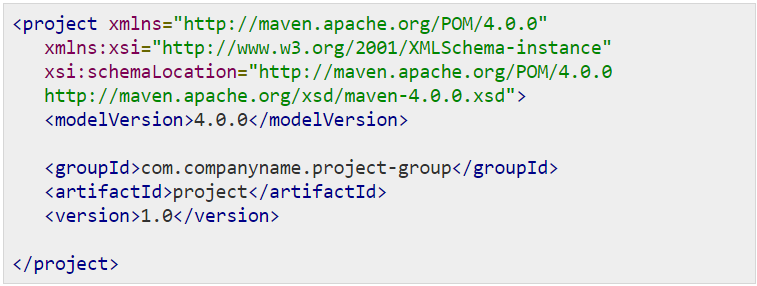 <project xmlns="http://maven.apache.org/POM/4.0.0"
xmlns:xsi="http://www.w3.org/2001/XMLSchema-instance"
xsi:schemaLocation="http://maven.apache.org/POM/4.0.0
http://maven.apache.org/xsd/maven-4.0.0.xsd">
<modelVersion>4.0.0</modelVersion>
<groupId>com.companyname.project-group</groupId>
<artifactId>project</artifactId>
<version>1.0</version>
</project>